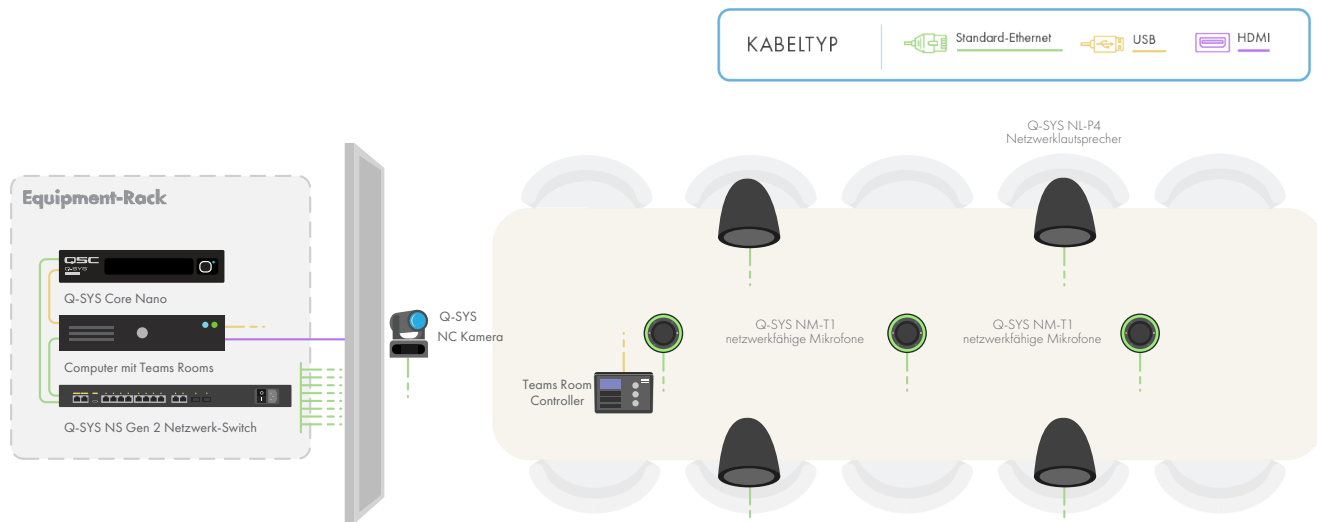 KABELTYP
Standard-Ethernet
USB
HDMI
Q-SYS NL-P4
Netzwerklautsprecher
Equipment-Rack
QSC
Q-SYS
Q-SYS Core Nano
Computer mit Teams Rooms
Q-SYS NS Gen 2 Netzwerk-Switch
Q-SYS
NC Kamera
Teams Room
Controller
Q-SYS NM-T1
netzwerkfähige Mikrofone
Q-SYS NM-T1
netzwerkfähige Mikrofone